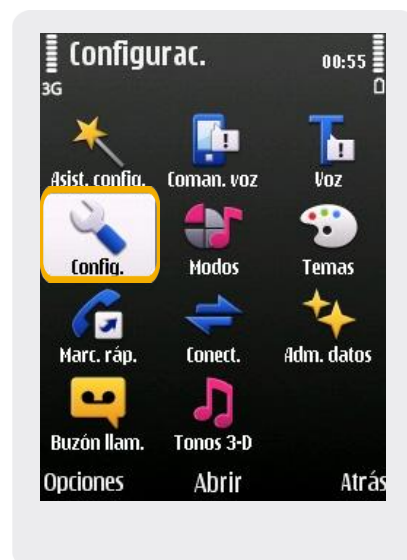 Configurac.
00:55
3G
Asist. config. Coman. voz Voz
Config. Modos Temas
Marc. ráp. Conect. Adm. datos
Buzón llam. Tonos 3-D
Opciones Abrir Atrás